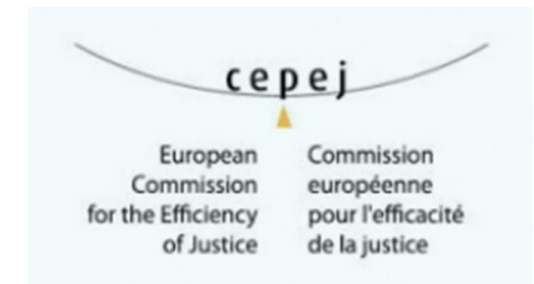 cepej
European
Commission
for the Efficiency
of Justice
Commission
européenne
pour l'efficacité
de la justice